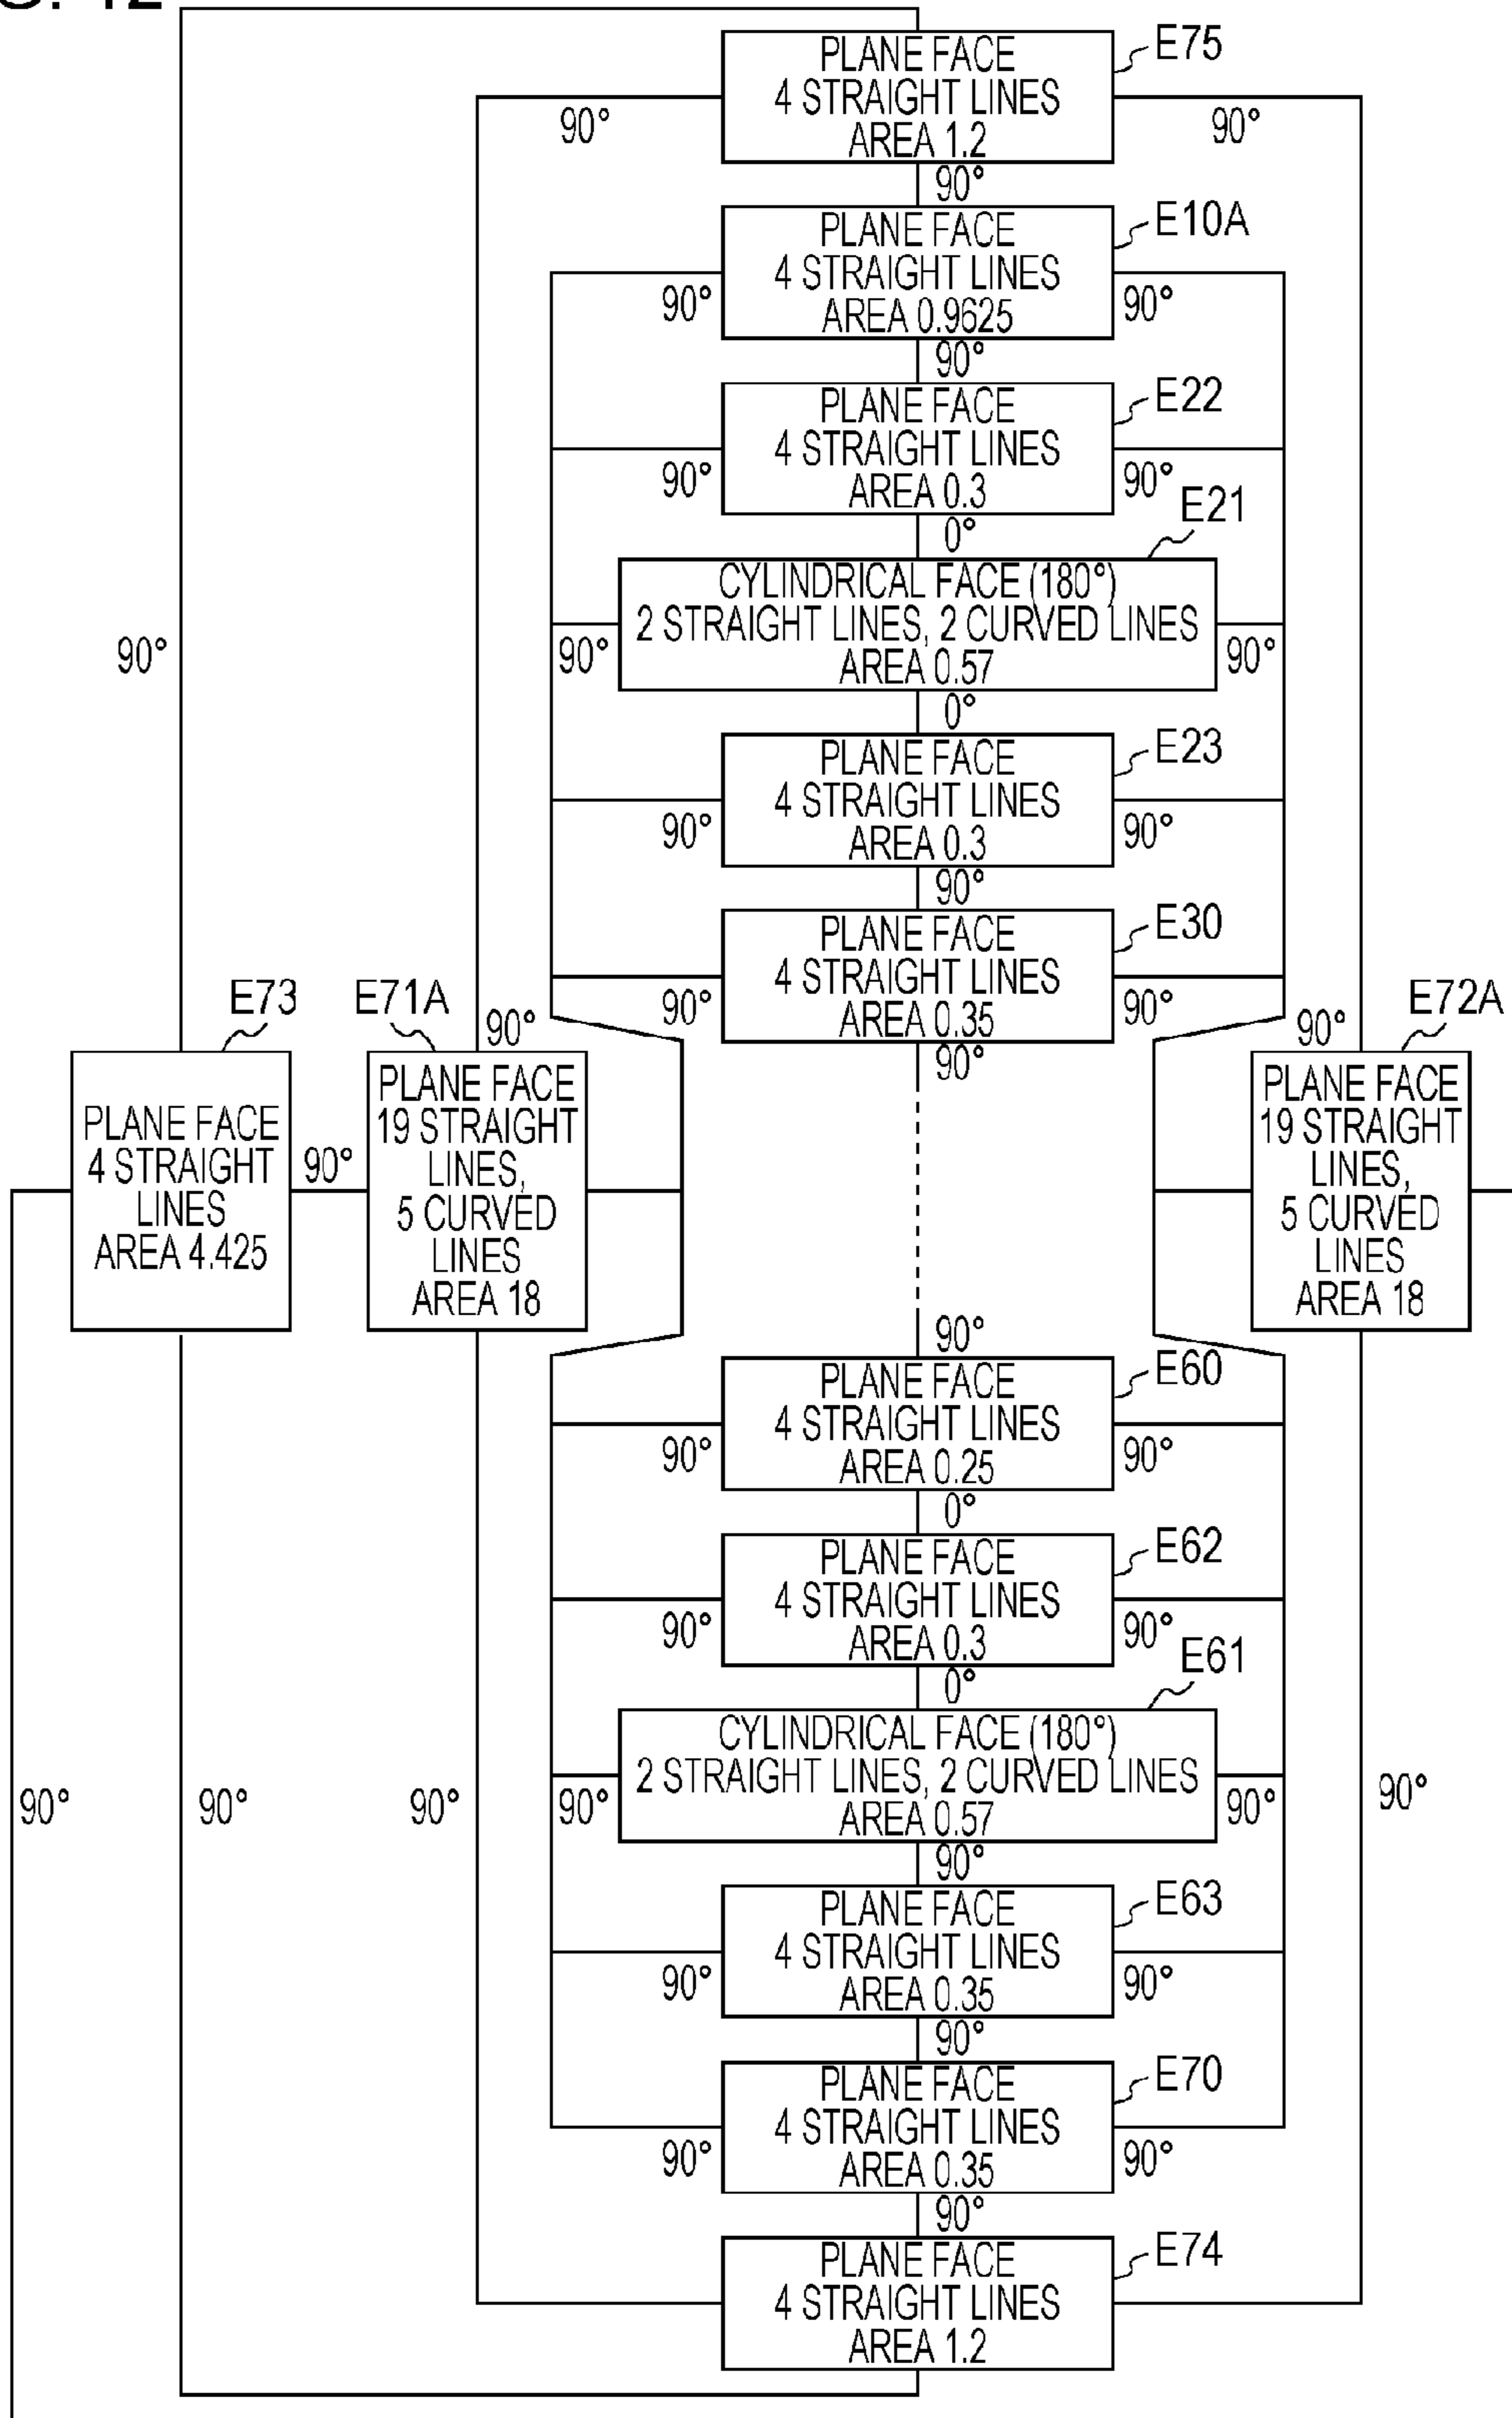 E75
PLANE FACE
4 STRAIGHT LINES
AREA 1.2
90°
90°
90°
E10A
PLANE FACE
4 STRAIGHT LINES
AREA 0.9625
90°
90°
90°
E22
PLANE FACE
4 STRAIGHT LINES
AREA 0.3
90°
90°
0°
E21
CYLINDRICAL FACE (180°)
2 STRAIGHT LINES, 2 CURVED LINES
AREA 0.57
90°
90°
90°
0°
E23
PLANE FACE
4 STRAIGHT LINES
AREA 0.3
90°
90°
90°
E30
PLANE FACE
4 STRAIGHT LINES
AREA 0.35
90°
90°
90°
E73
PLANE FACE
4 STRAIGHT
LINES
AREA 4.425
90°
E71A
90°
PLANE FACE
19 STRAIGHT
LINES,
5 CURVED
LINES
AREA 18
E72A
90°
PLANE FACE
19 STRAIGHT
LINES,
5 CURVED
LINES
AREA 18
90°
E60
PLANE FACE
4 STRAIGHT LINES
AREA 0.25
90°
90°
0°
E62
PLANE FACE
4 STRAIGHT LINES
AREA 0.3
90°
90°
0°
E61
CYLINDRICAL FACE (180°)
2 STRAIGHT LINES, 2 CURVED LINES
AREA 0.57
90°
90°
90°
90°
90°
90°
90°
E63
PLANE FACE
4 STRAIGHT LINES
AREA 0.35
90°
90°
90°
E70
PLANE FACE
4 STRAIGHT LINES
AREA 0.35
90°
90°
90°
E74
PLANE FACE
4 STRAIGHT LINES
AREA 1.2